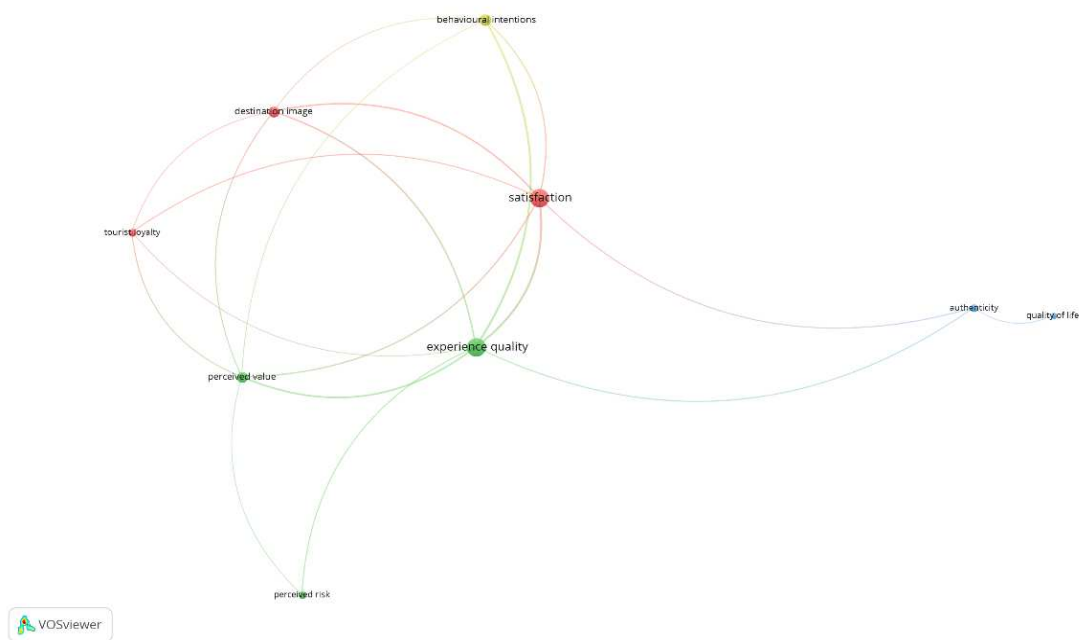 behavioural intentions
destination image
satisfaction
tourist loyalty
authenticity
quality of life
experience quality
perceived value
perceived risk
VOSviewer